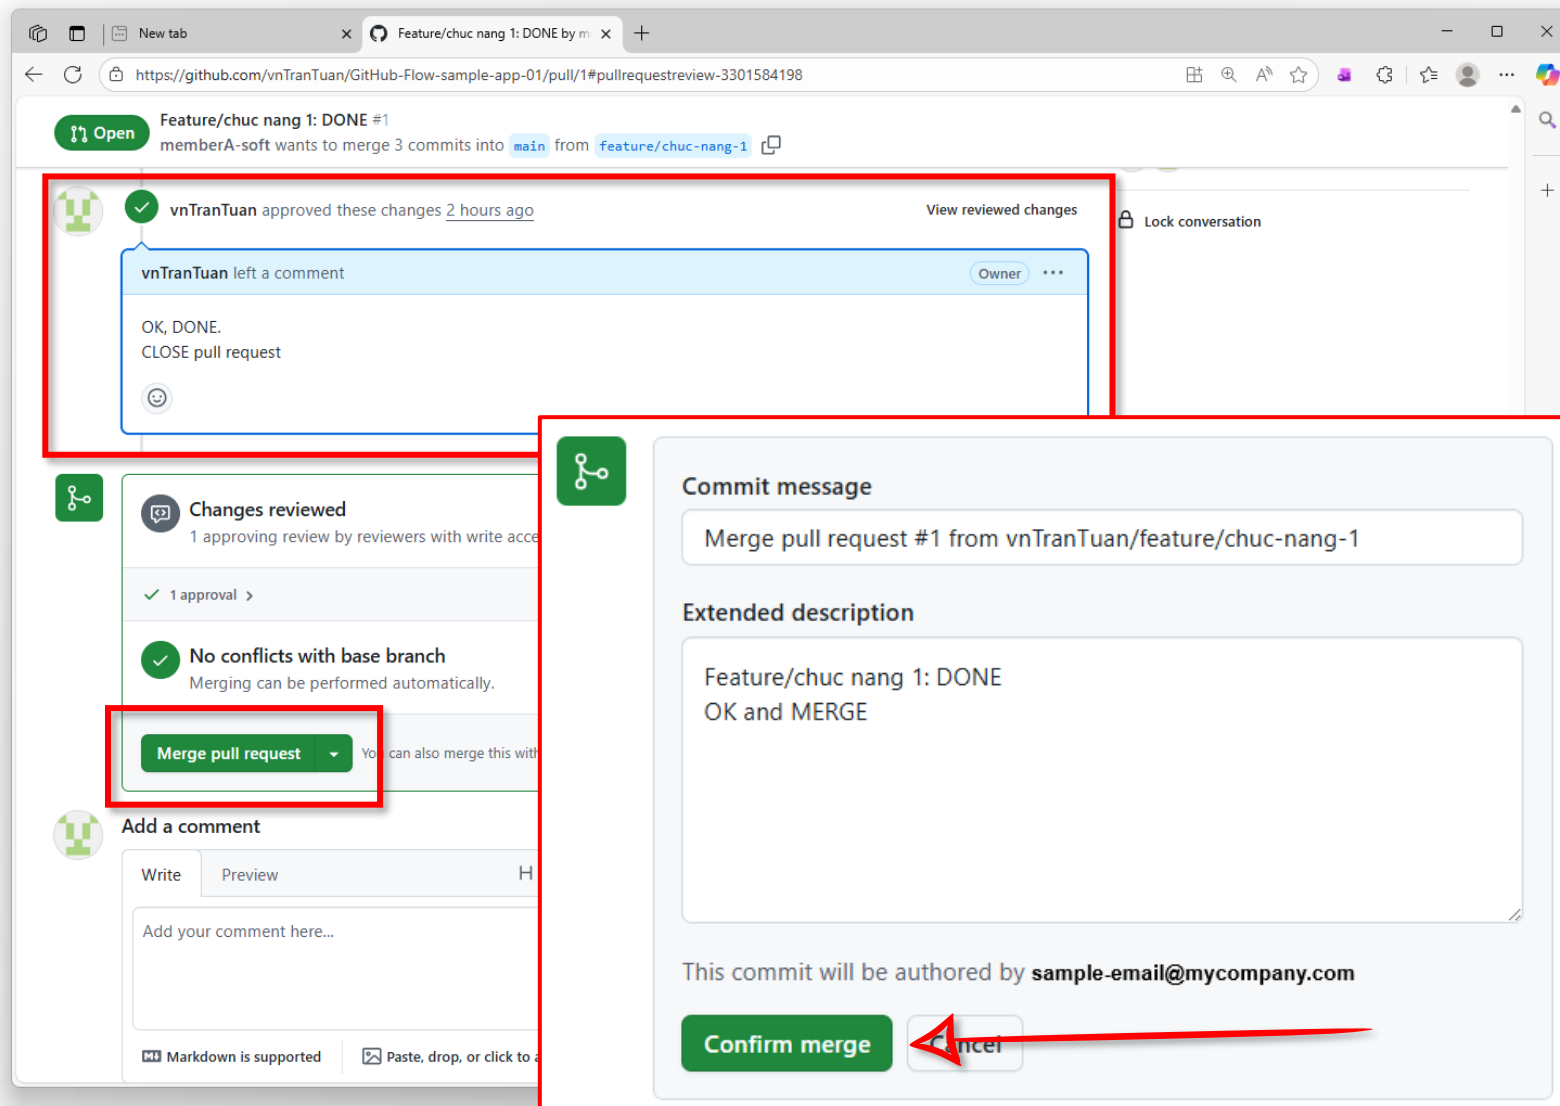 New tab
Feature/chuc nang 1: DONE by m
https://github.com/vnTranTuan/GitHub-Flow-sample-app-01/pull/1#pullrequestreview-3301584198
Open
Feature/chuc nang 1: DONE #1
memberA-soft wants to merge 3 commits into main from feature/chuc-nang-1
vnTranTuan approved these changes 2 hours ago
View reviewed changes
Lock conversation
vnTranTuan left a comment
Owner
OK, DONE.
CLOSE pull request
Changes reviewed
1 approving review by reviewers with write acce
1 approval
No conflicts with base branch
Merging can be performed automatically.
Merge pull request
You can also merge this with
Add a comment
Write
Preview
H
Add your comment here...
Markdown is supported
Paste, drop, or click to a
Commit message
Merge pull request #1 from vnTranTuan/feature/chuc-nang-1
Extended description
Feature/chuc nang 1: DONE
OK and MERGE
This commit will be authored by sample-email@mycompany.com
Confirm merge
Cancel